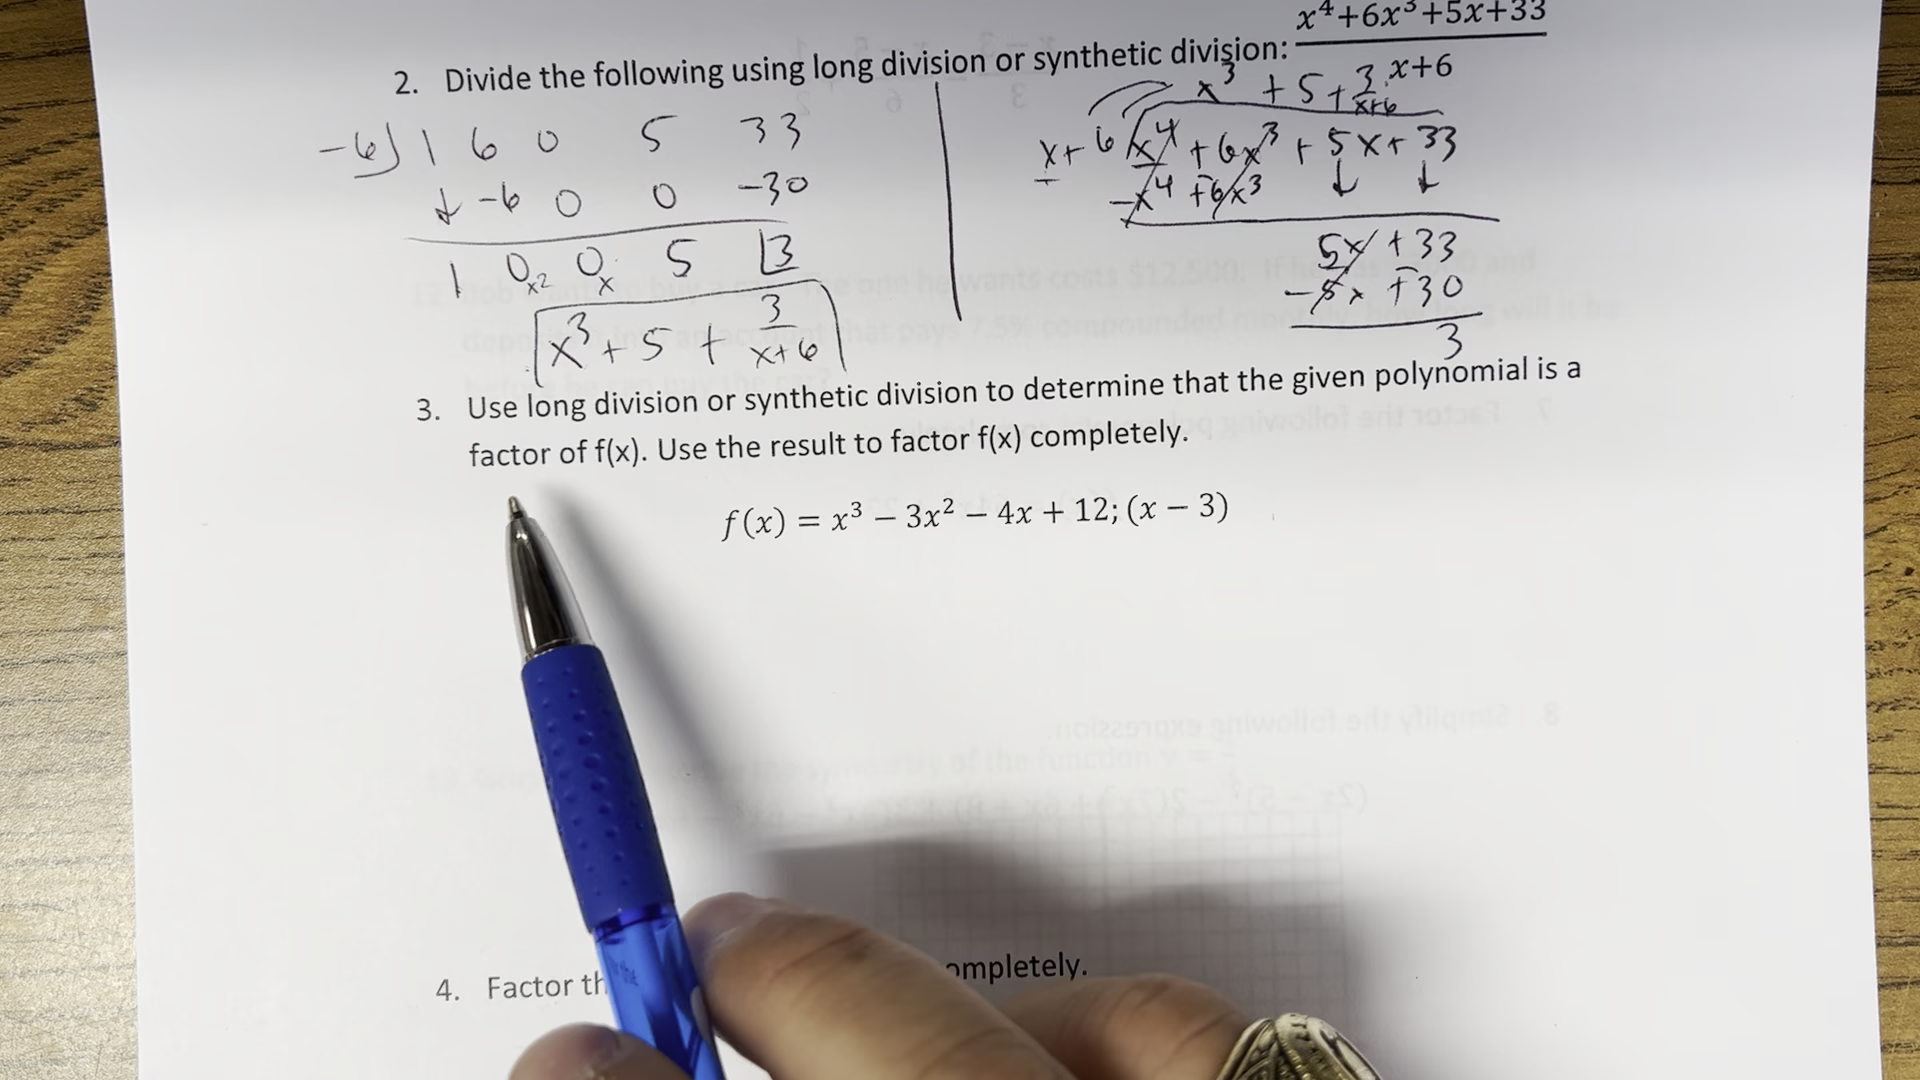 2. Divide the following using long division or synthetic division: x⁴+6x³+5x+33
x+6
-6) 1 6 0 5 33
↓ -6 0 0 -30
1 0x² 0x 5 |3
x³ + 5 + 3/(x+6)
x³ + 5 + 3/(x+6)
x+6 x⁴ + 6x³ + 5x + 33
-x⁴ +6x³ ↓ ↓
5x + 33
-5x +30
3
3. Use long division or synthetic division to determine that the given polynomial is a
factor of f(x). Use the result to factor f(x) completely.
f(x) = x³ − 3x² − 4x + 12; (x − 3)
4. Factor th
ompletely.